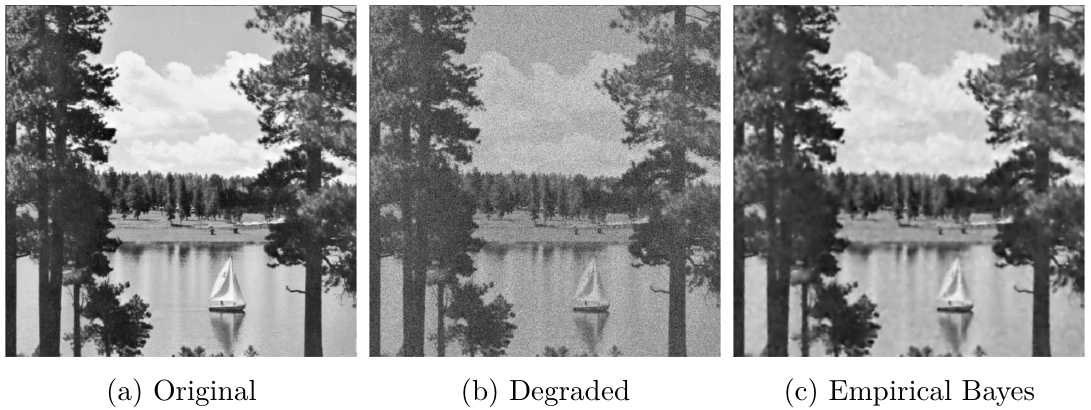 (a) Original
(b) Degraded
(c) Empirical Bayes